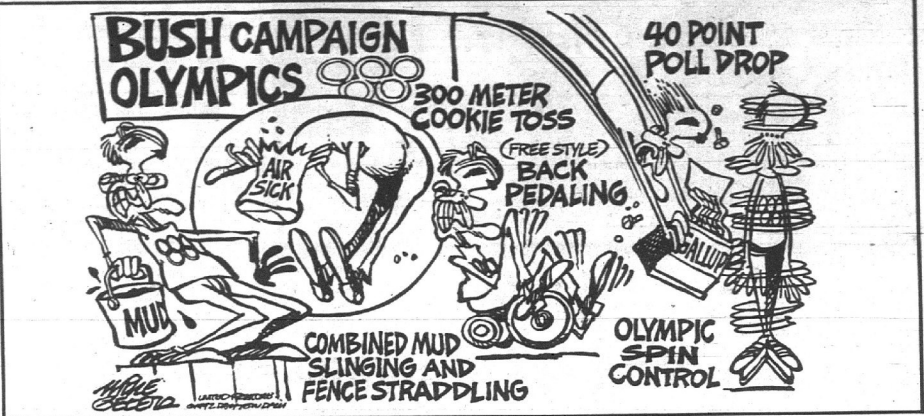 BUSH CAMPAIGN
OLYMPICS
300 METER
COOKIE TOSS
AIR
SICK
(FREE STYLE)
BACK
PEDALING
40 POINT
POLL DROP
MUD
COMBINED MUD
SLINGING AND
FENCE STRADDLING
OLYMPIC
SPIN
CONTROL